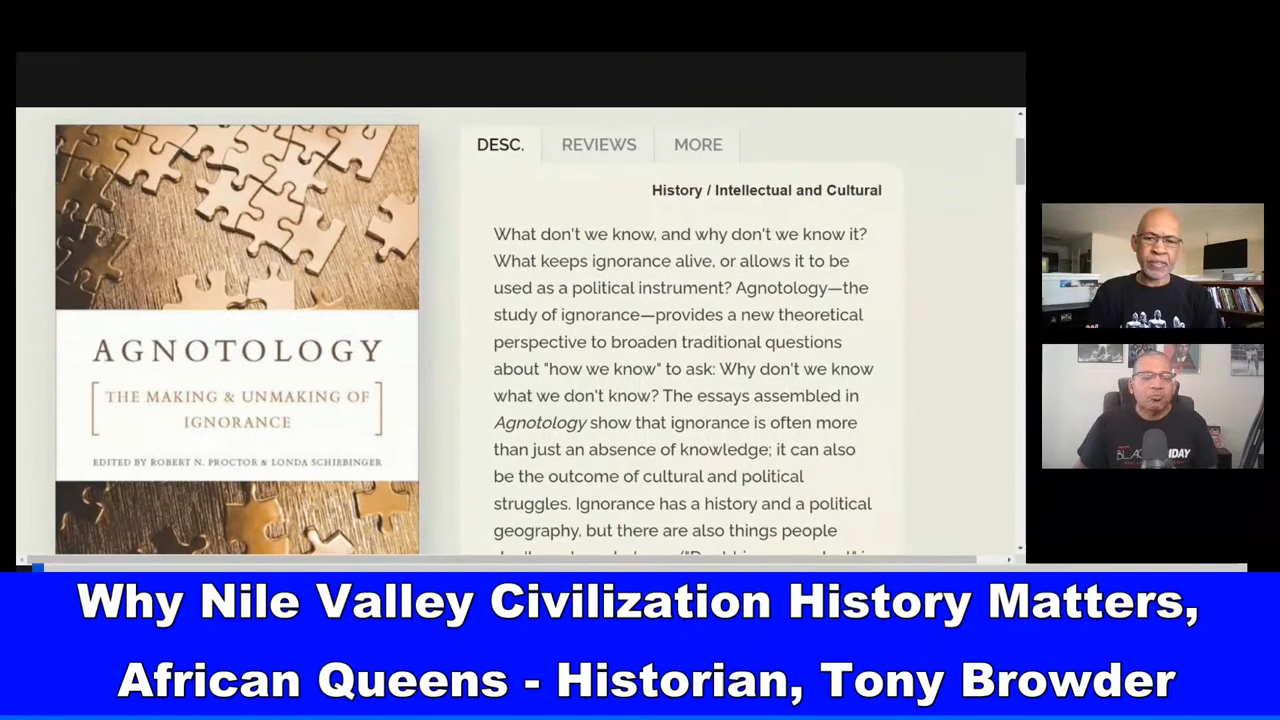 DESC.
REVIEWS
MORE
History / Intellectual and Cultural
What don't we know, and why don't we know it?
What keeps ignorance alive, or allows it to be
used as a political instrument? Agnotology—the
study of ignorance—provides a new theoretical
perspective to broaden traditional questions
about "how we know" to ask: Why don't we know
what we don't know? The essays assembled in
Agnotology show that ignorance is often more
than just an absence of knowledge; it can also
be the outcome of cultural and political
struggles. Ignorance has a history and a political
geography, but there are also things people
AGNOTOLOGY
THE MAKING & UNMAKING OF
IGNORANCE
EDITED BY ROBERT N. PROCTOR & LONDA SCHIEBINGER
Why Nile Valley Civilization History Matters,
African Queens - Historian, Tony Browder